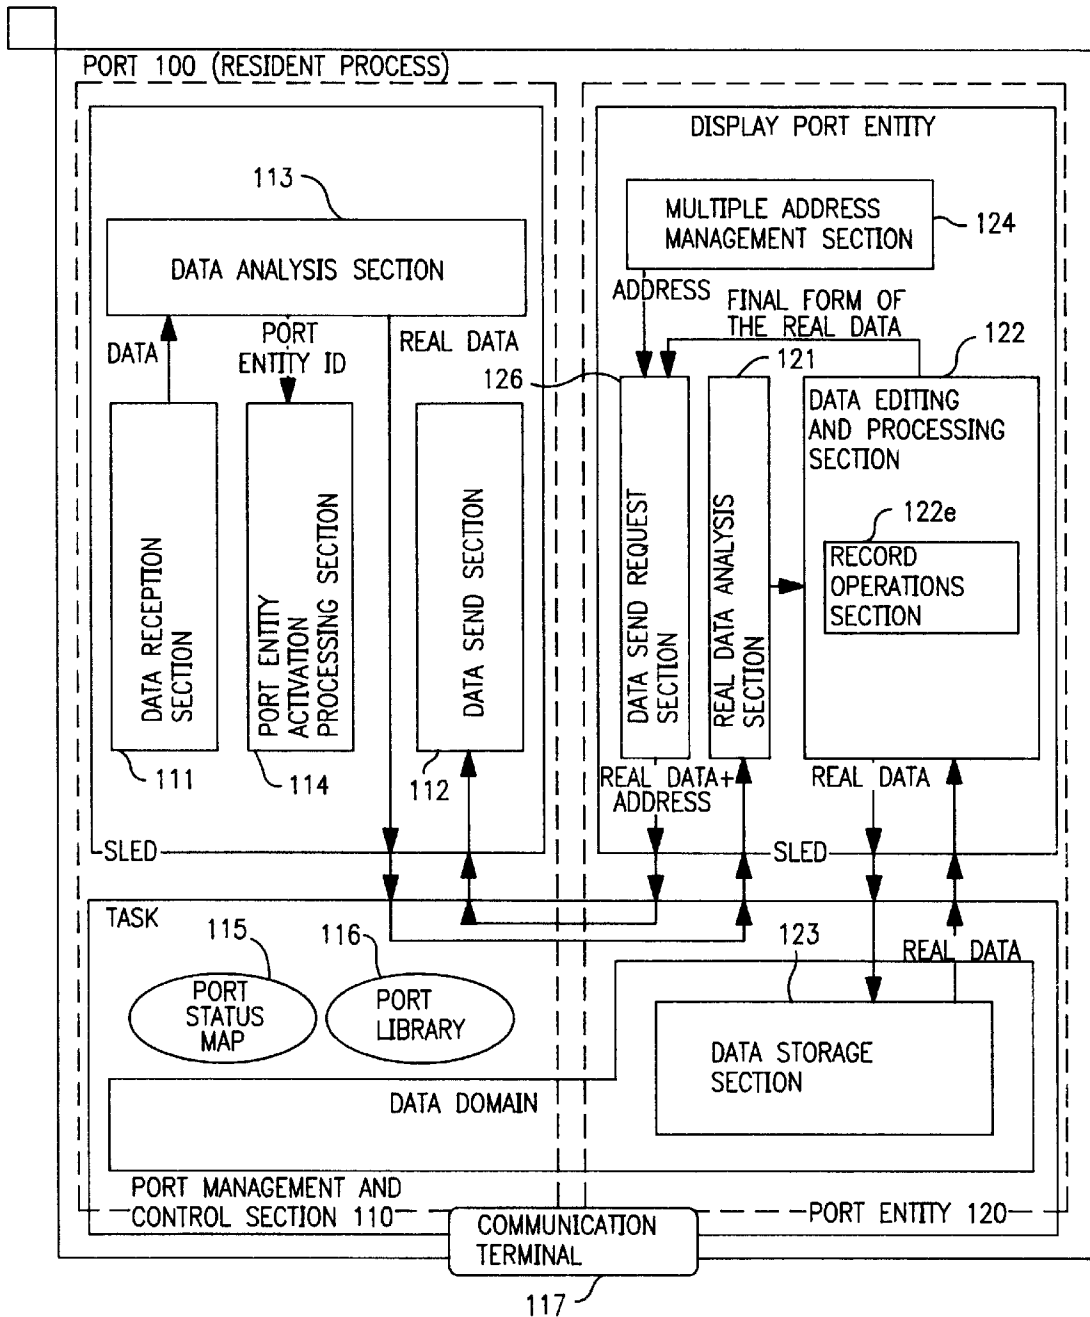 PORT 100 (RESIDENT PROCESS)
113
DATA ANALYSIS SECTION
DATA
PORT
ENTITY ID
REAL DATA
DATA RECEPTION
SECTION
111
PORT ENTITY
ACTIVATION
PROCESSING SECTION
114
DATA SEND SECTION
112
SLED
DISPLAY PORT ENTITY
MULTIPLE ADDRESS
MANAGEMENT SECTION
124
ADDRESS
FINAL FORM OF
THE REAL DATA
126
121
122
DATA SEND REQUEST
SECTION
REAL DATA ANALYSIS
SECTION
DATA EDITING
AND PROCESSING
SECTION
122e
RECORD
OPERATIONS
SECTION
REAL DATA+
ADDRESS
REAL DATA
SLED
TASK
115
PORT
STATUS
MAP
116
PORT
LIBRARY
123
REAL DATA
DATA STORAGE
SECTION
DATA DOMAIN
PORT MANAGEMENT AND
CONTROL SECTION 110
PORT ENTITY 120
COMMUNICATION
TERMINAL
117